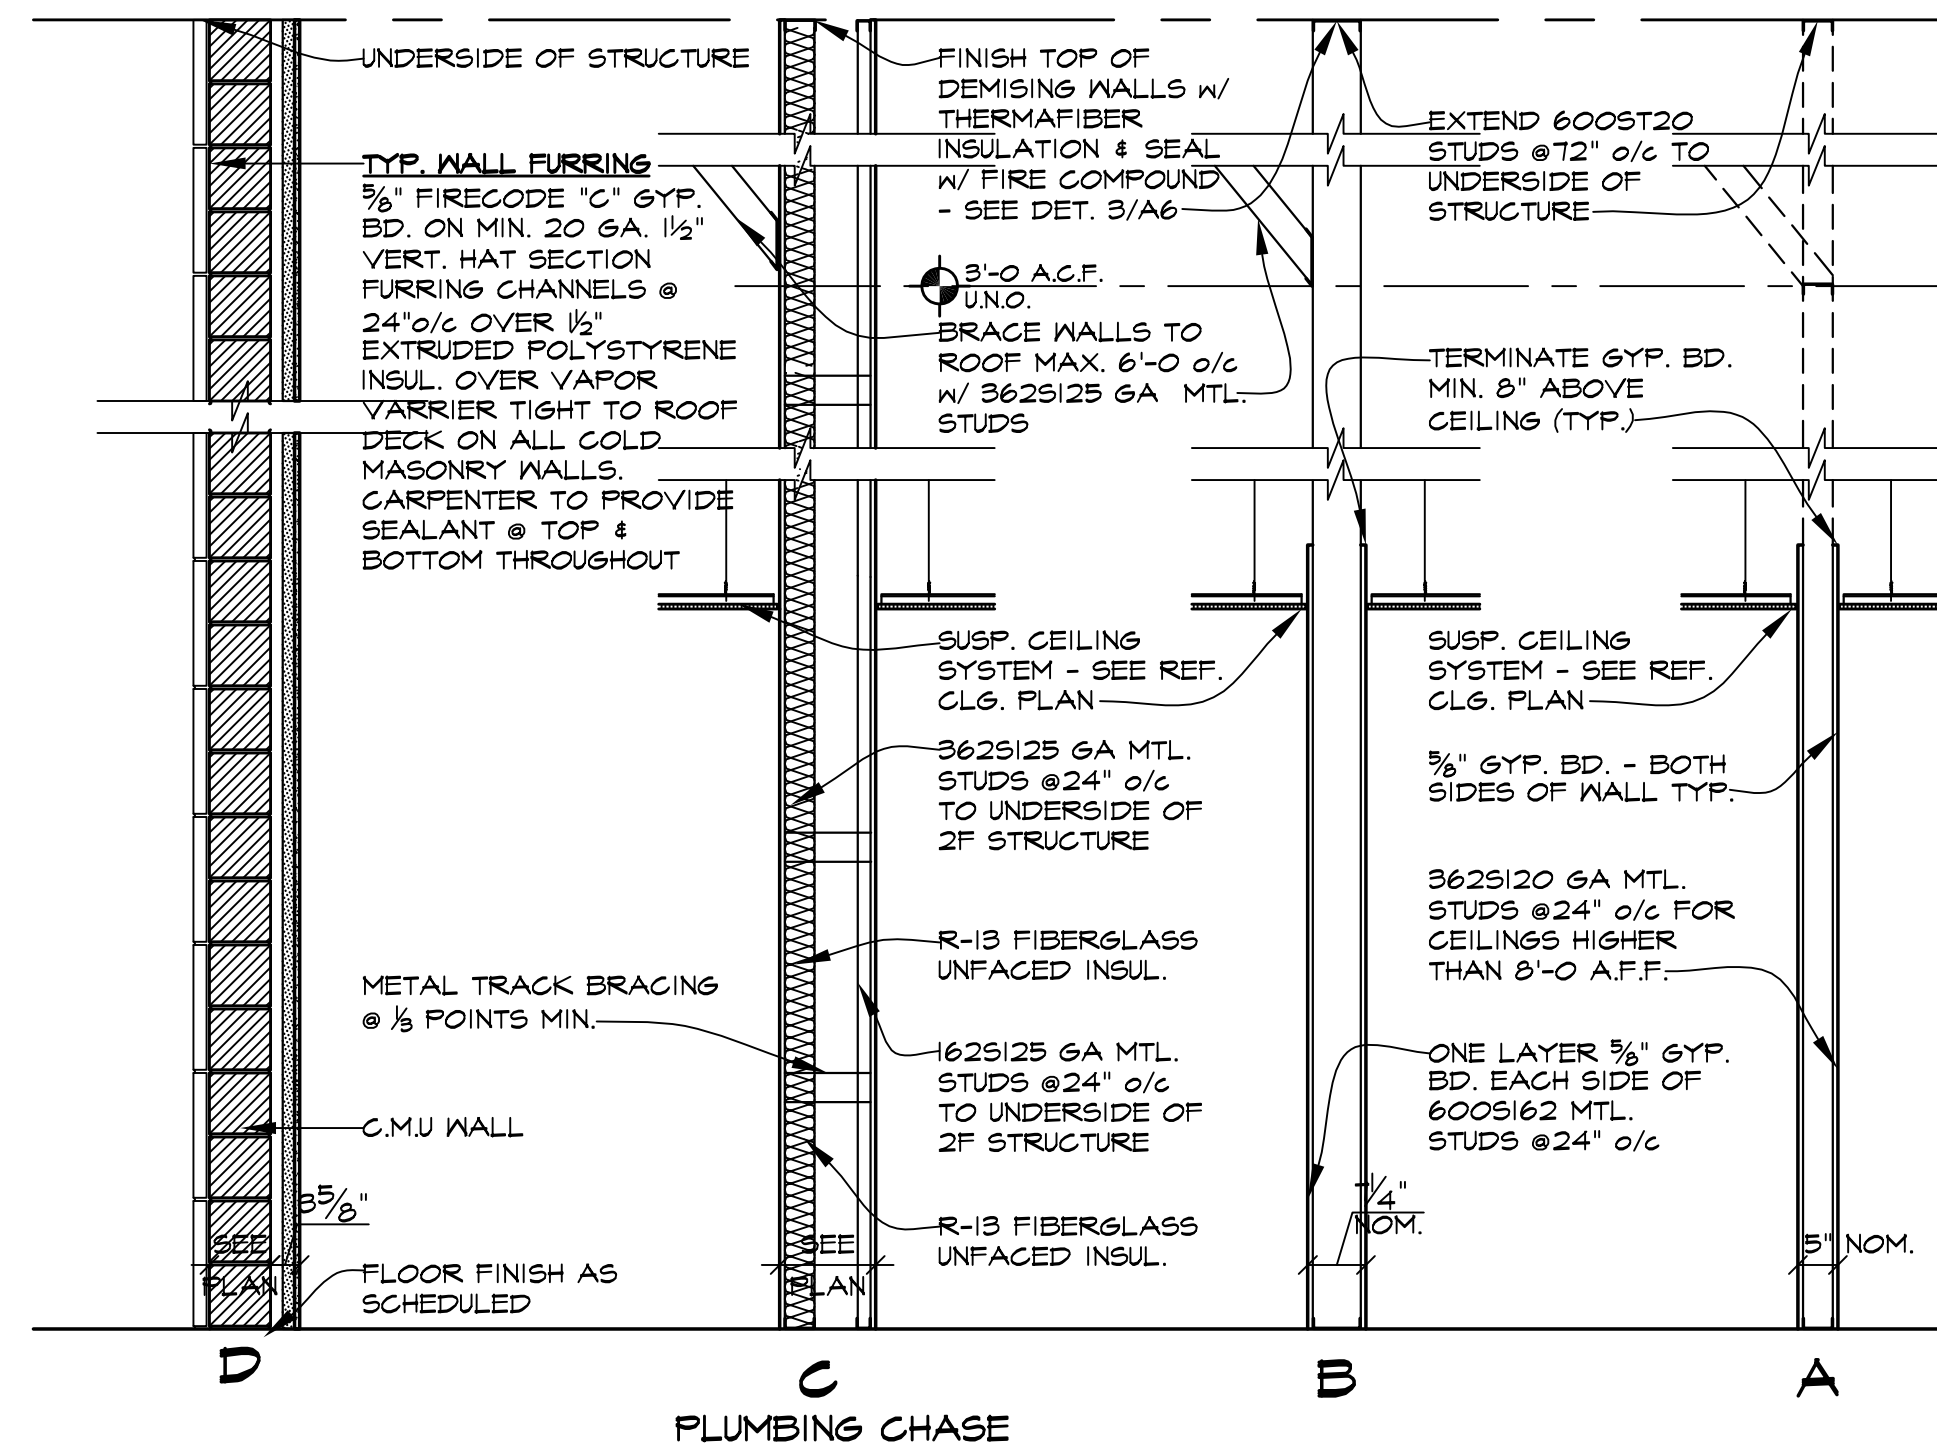 UNDERSIDE OF STRUCTURE
TYP. WALL FURRING
⅝" FIRECODE "C" GYP.
BD. ON MIN. 20 GA. 1½"
VERT. HAT SECTION
FURRING CHANNELS @
24"o/c OVER 1½"
EXTRUDED POLYSTYRENE
INSUL. OVER VAPOR
VARRIER TIGHT TO ROOF
DECK ON ALL COLD
MASONRY WALLS.
CARPENTER TO PROVIDE
SEALANT @ TOP &
BOTTOM THROUGHOUT
METAL TRACK BRACING
@ ⅓ POINTS MIN.
C.M.U WALL
3⅝"
SEE
PLAN
FLOOR FINISH AS
SCHEDULED
D
FINISH TOP OF
DEMISING WALLS w/
THERMAFIBER
INSULATION & SEAL
w/ FIRE COMPOUND
- SEE DET. 3/A6
3'-0 A.C.F.
U.N.O.
BRACE WALLS TO
ROOF MAX. 6'-0 o/c
w/ 362S125 GA MTL.
STUDS
SUSP. CEILING
SYSTEM - SEE REF.
CLG. PLAN
362S125 GA MTL.
STUDS @24" o/c
TO UNDERSIDE OF
2F STRUCTURE
R-13 FIBERGLASS
UNFACED INSUL.
162S125 GA MTL.
STUDS @24" o/c
TO UNDERSIDE OF
2F STRUCTURE
R-13 FIBERGLASS
UNFACED INSUL.
SEE
PLAN
C
PLUMBING CHASE
EXTEND 600ST20
STUDS @72" o/c TO
UNDERSIDE OF
STRUCTURE
TERMINATE GYP. BD.
MIN. 8" ABOVE
CEILING (TYP.)
SUSP. CEILING
SYSTEM - SEE REF.
CLG. PLAN
⅝" GYP. BD. - BOTH
SIDES OF WALL TYP.
362S120 GA MTL.
STUDS @24" o/c FOR
CEILINGS HIGHER
THAN 8'-0 A.F.F.
ONE LAYER ⅝" GYP.
BD. EACH SIDE OF
600S162 MTL.
STUDS @24" o/c
NOM.
B
5" NOM.
A